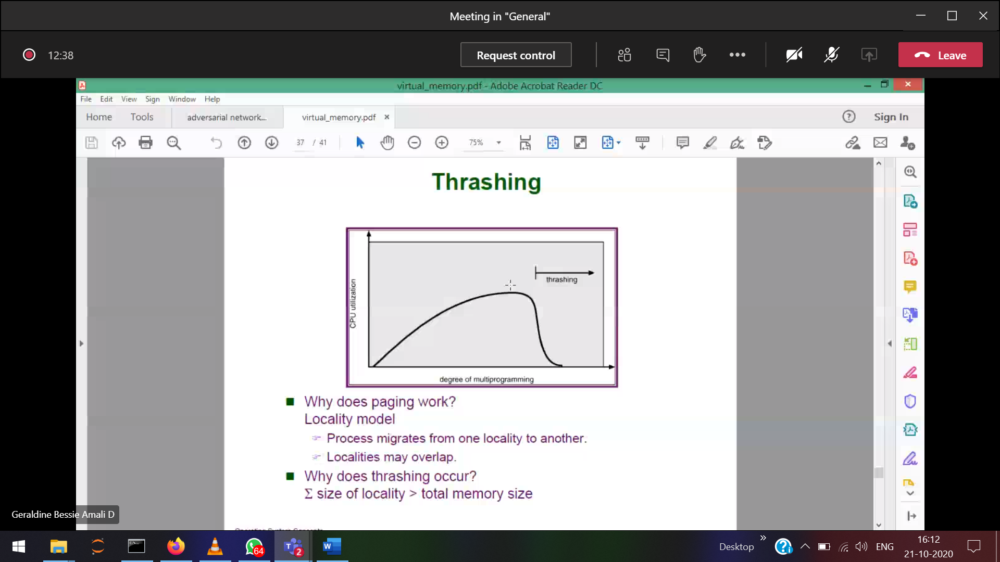 Meeting in "General"
12:38
Request control
Leave
virtual_memory.pdf - Adobe Acrobat Reader DC
File Edit View Sign Window Help
Home Tools adversarial network... virtual_memory.pdf Sign In
37 / 41 75%
Thrashing
thrashing
CPU utilization
degree of multiprogramming
Why does paging work?
Locality model
Process migrates from one locality to another.
Localities may overlap.
Why does thrashing occur?
Σ size of locality > total memory size
Geraldine Bessie Amali D
64
2
Desktop
ENG
16:12
21-10-2020